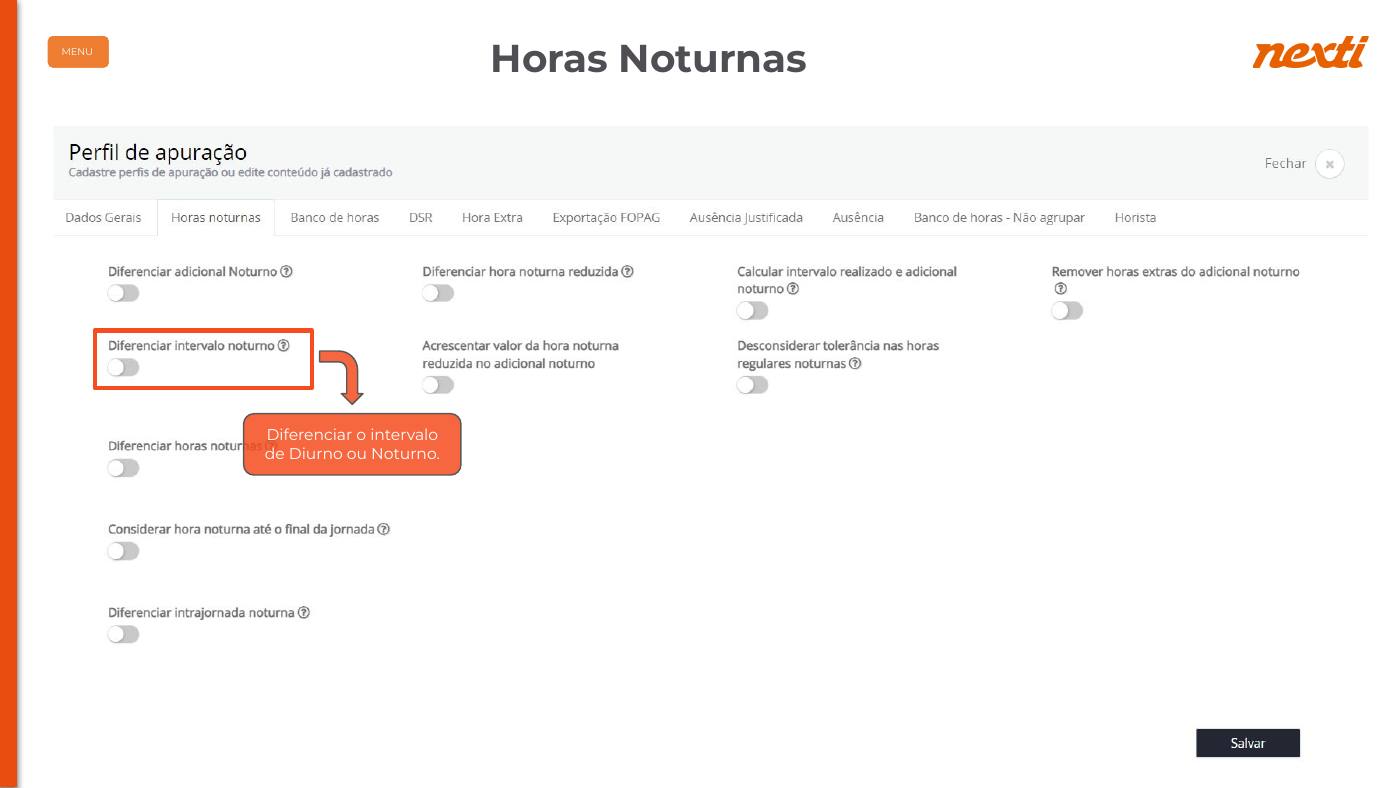 MENU
Horas Noturnas
nexti
Perfil de apuração
Cadastre perfis de apuração ou edite conteúdo já cadastrado
Fechar
Dados Gerais
Horas noturnas
Banco de horas
DSR
Hora Extra
Exportação FOPAG
Ausência Justificada
Ausência
Banco de horas - Não agrupar
Horista
Diferenciar adicional Noturno
Diferenciar hora noturna reduzida
Calcular intervalo realizado e adicional
noturno
Remover horas extras do adicional noturno
Diferenciar intervalo noturno
Acrescentar valor da hora noturna
reduzida no adicional noturno
Desconsiderar tolerância nas horas
regulares noturnas
Diferenciar o intervalo
de Diurno ou Noturno.
Diferenciar horas noturnas
Considerar hora noturna até o final da jornada
Diferenciar intrajornada noturna
Salvar